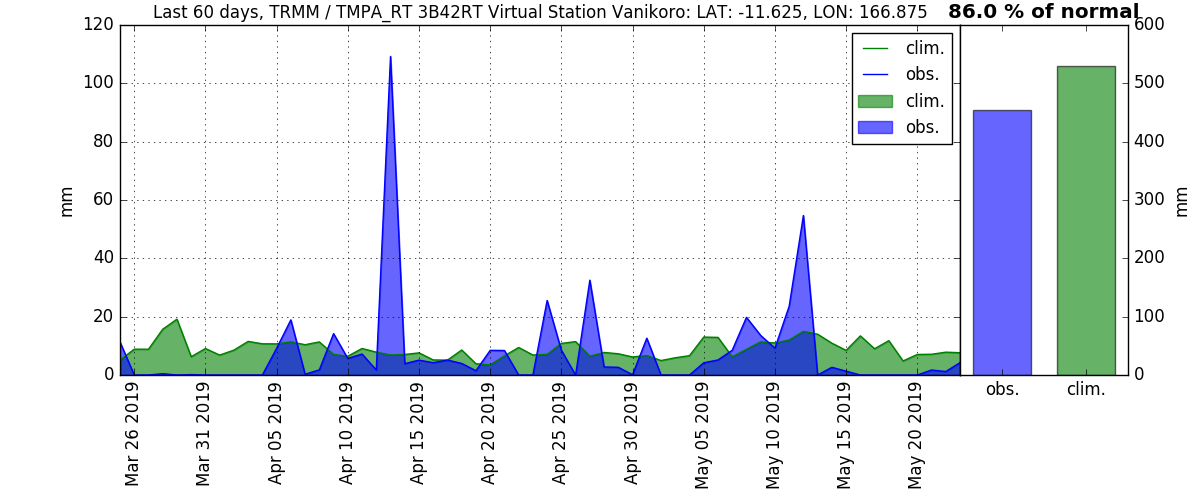 Last 60 days, TRMM / TMPA_RT 3B42RT Virtual Station Vanikoro: LAT: -11.625, LON: 166.875
86.0 % of normal
120
100
80
60
40
20
0
mm
clim.
obs.
clim.
obs.
Mar 26 2019
Mar 31 2019
Apr 05 2019
Apr 10 2019
Apr 15 2019
Apr 20 2019
Apr 25 2019
Apr 30 2019
May 05 2019
May 10 2019
May 15 2019
May 20 2019
600
500
400
300
200
100
0
mm
obs.
clim.